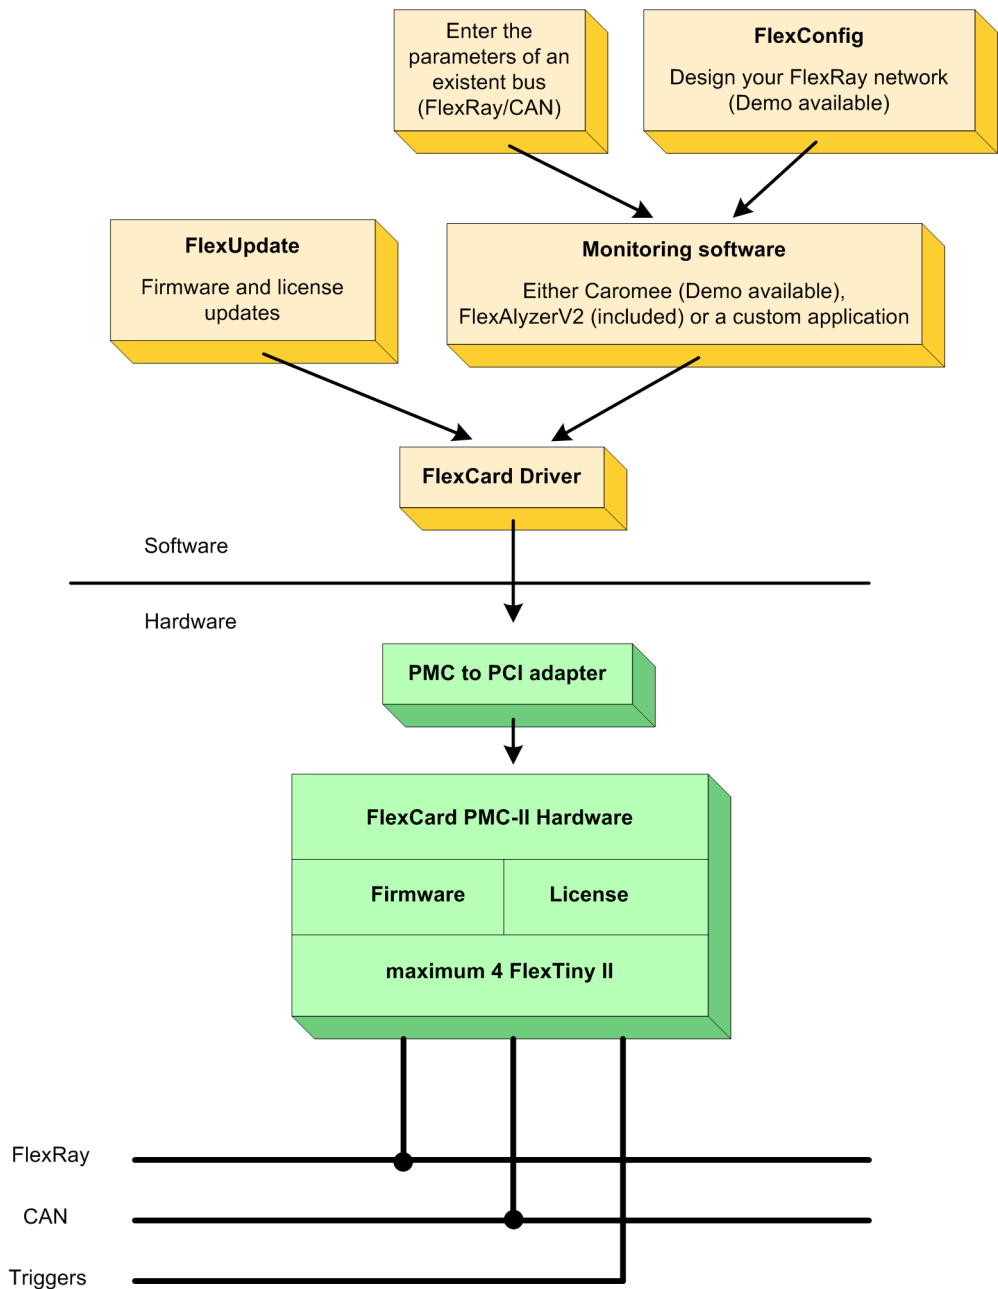 Enter the
parameters of an
existent bus
(FlexRay/CAN)
FlexConfig
Design your FlexRay network
(Demo available)
FlexUpdate
Firmware and license
updates
Monitoring software
Either Caromee (Demo available),
FlexAlyzerV2 (included) or a custom application
FlexCard Driver
Software
Hardware
PMC to PCI adapter
FlexCard PMC-II Hardware
Firmware
License
maximum 4 FlexTiny II
FlexRay
CAN
Triggers